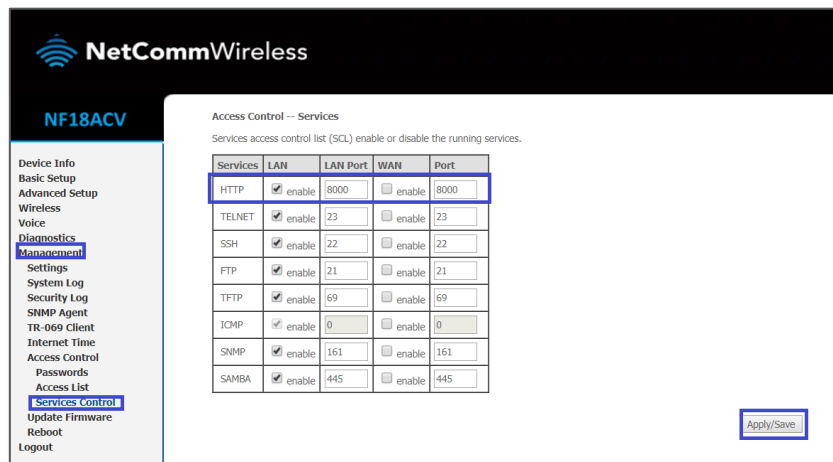 NetCommWireless
NF18ACV
Device Info
Basic Setup
Advanced Setup
Wireless
Voice
Diagnostics
Management
Settings
System Log
Security Log
SNMP Agent
TR-069 Client
Internet Time
Access Control
Passwords
Access List
Services Control
Update Firmware
Reboot
Logout
Access Control -- Services
Services access control list (SCL) enable or disable the running services.
Services LAN LAN Port WAN Port
HTTP enable 8000 enable 8000
TELNET enable 23 enable 23
SSH enable 22 enable 22
FTP enable 21 enable 21
TFTP enable 69 enable 69
ICMP enable 0 enable 0
SNMP enable 161 enable 161
SAMBA enable 445 enable 445
Apply/Save